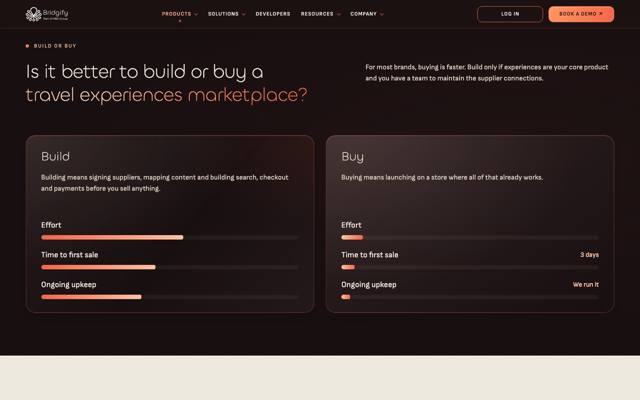 Bridgify
PRODUCTS
SOLUTIONS
DEVELOPERS
RESOURCES
COMPANY
LOG IN
BOOK A DEMO ↗
BUILD OR BUY
Is it better to build or buy a
travel experiences marketplace?
For most brands, buying is faster. Build only if experiences are your core product
and you have a team to maintain the supplier connections.
Build
Building means signing suppliers, mapping content and building search, checkout
and payments before you sell anything.
Effort
Time to first sale
Ongoing upkeep
Buy
Buying means launching on a store where all of that already works.
Effort
Time to first sale 3 days
Ongoing upkeep We run it